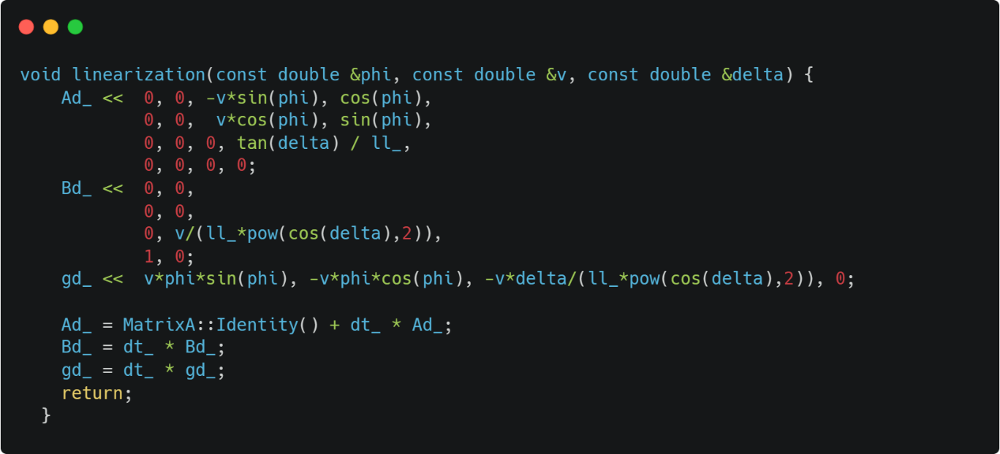 void linearization(const double &phi, const double &v, const double &delta) {
    Ad_ <<  0, 0, -v*sin(phi), cos(phi),
            0, 0,  v*cos(phi), sin(phi),
            0, 0, 0, tan(delta) / ll_,
            0, 0, 0, 0;
    Bd_ <<  0, 0,
            0, 0,
            0, v/(ll_*pow(cos(delta),2)),
            1, 0;
    gd_ <<  v*phi*sin(phi), -v*phi*cos(phi), -v*delta/(ll_*pow(cos(delta),2)), 0;

    Ad_ = MatrixA::Identity() + dt_ * Ad_;
    Bd_ = dt_ * Bd_;
    gd_ = dt_ * gd_;
    return;
  }